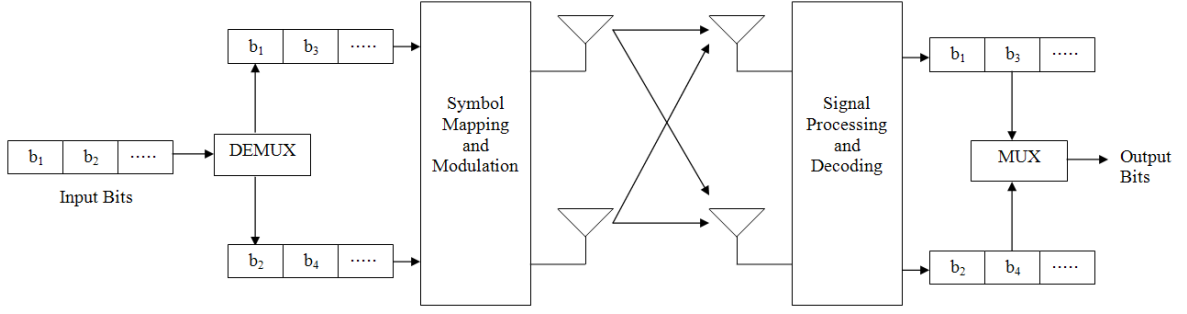 b1 b3 .....
b1 b2 .....
Input Bits
DEMUX
b2 b4 .....
Symbol
Mapping
and
Modulation
Signal
Processing
and
Decoding
b1 b3 .....
MUX
Output
Bits
b2 b4 .....